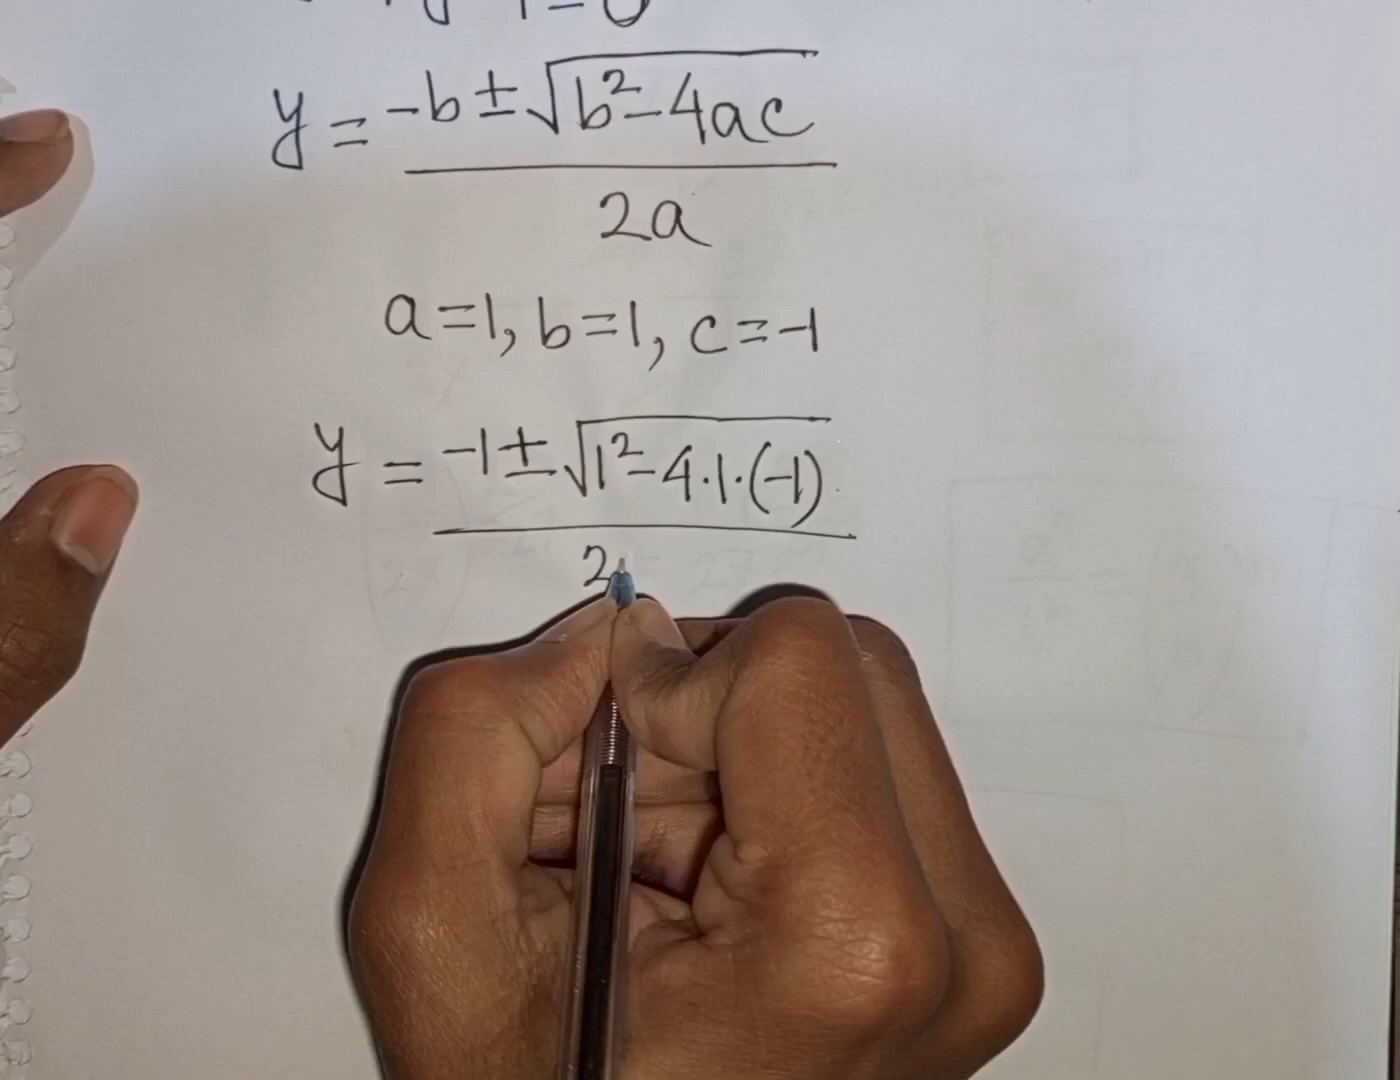 y = (-b ± √(b² - 4ac)) / 2a
a = 1, b = 1, c = -1
y = (-1 ± √(1² - 4·1·(-1))) / 2